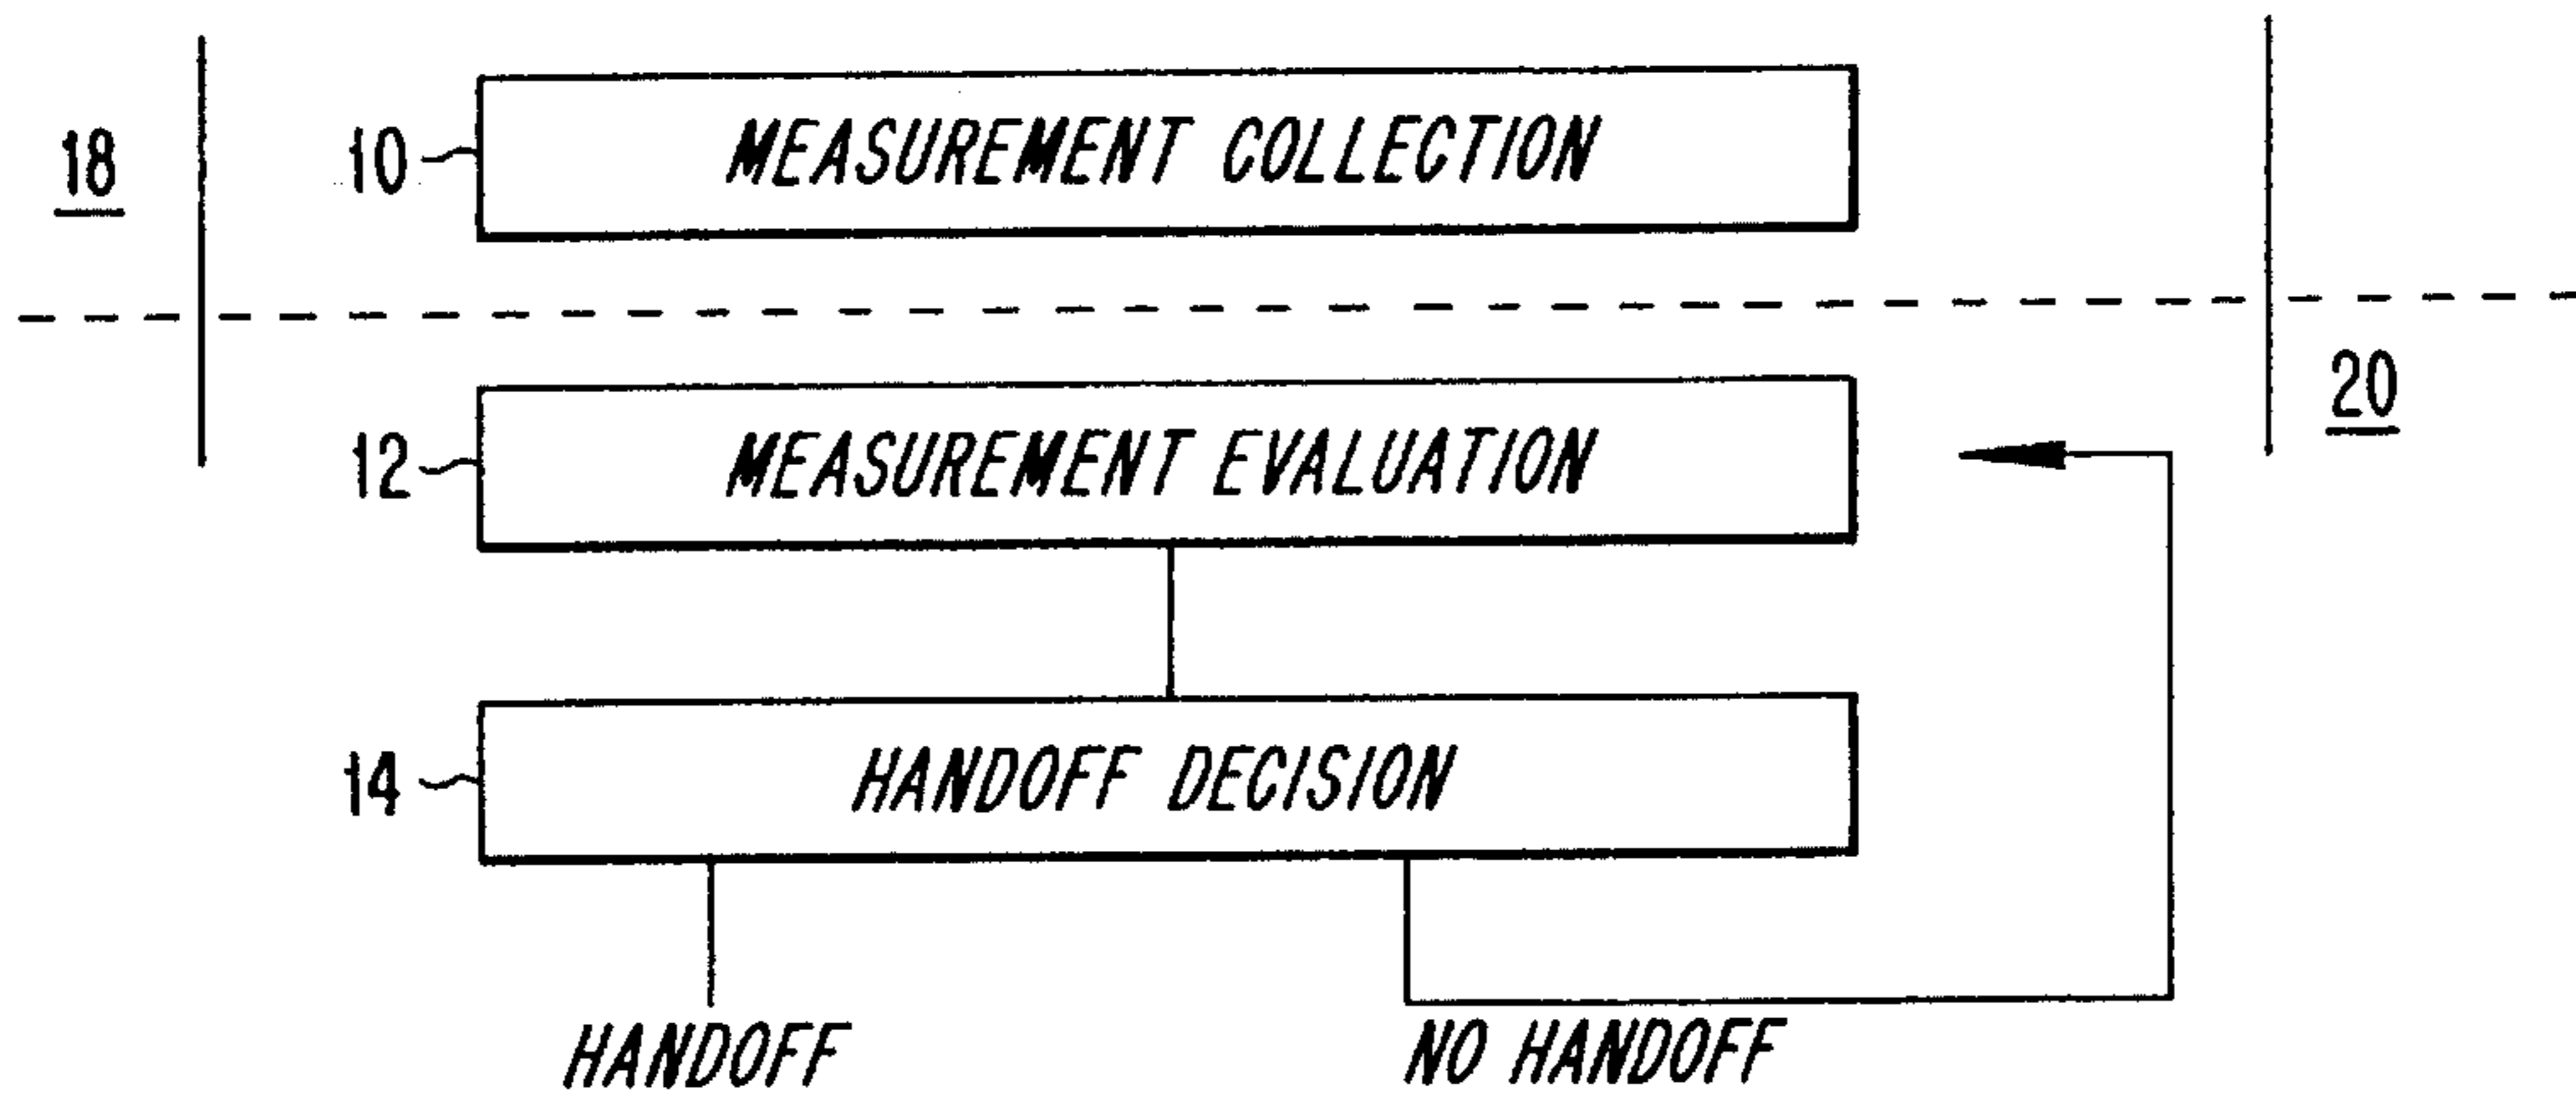 18
10 MEASUREMENT COLLECTION
20
12 MEASUREMENT EVALUATION
14 HANDOFF DECISION
HANDOFF
NO HANDOFF